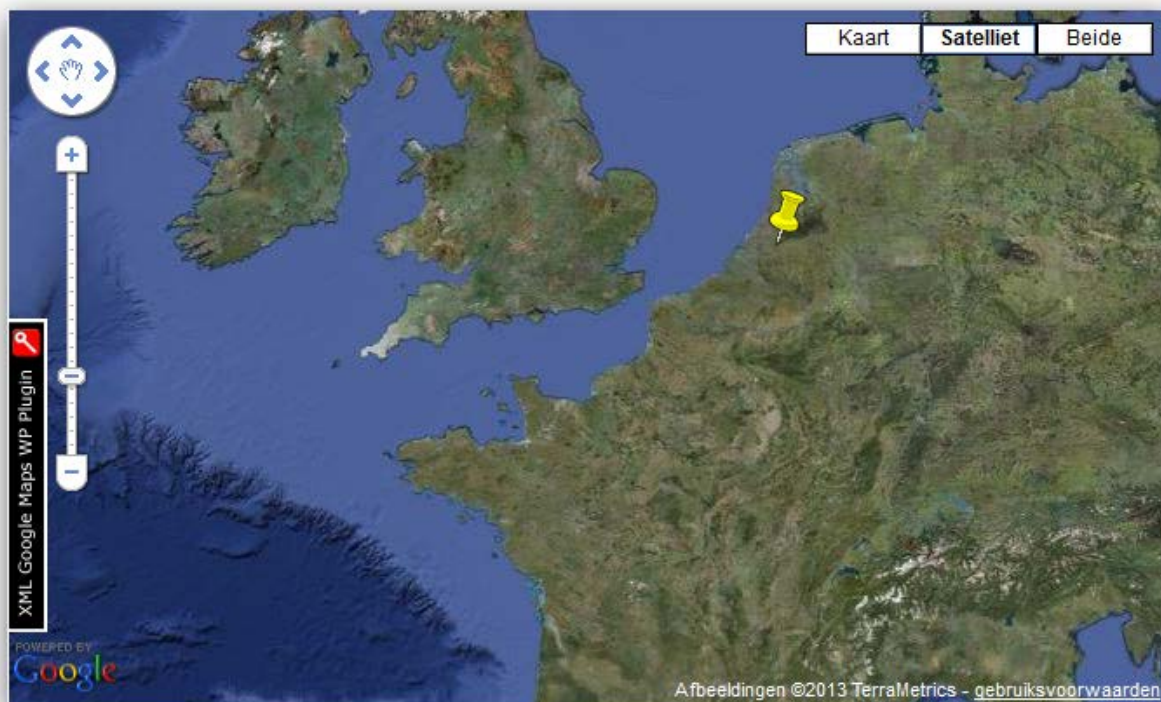 Kaart
Satelliet
Beide
XML Google Maps WP Plugin
POWERED BY
Google
Afbeeldingen ©2013 TerraMetrics - gebruiksvoorwaarden